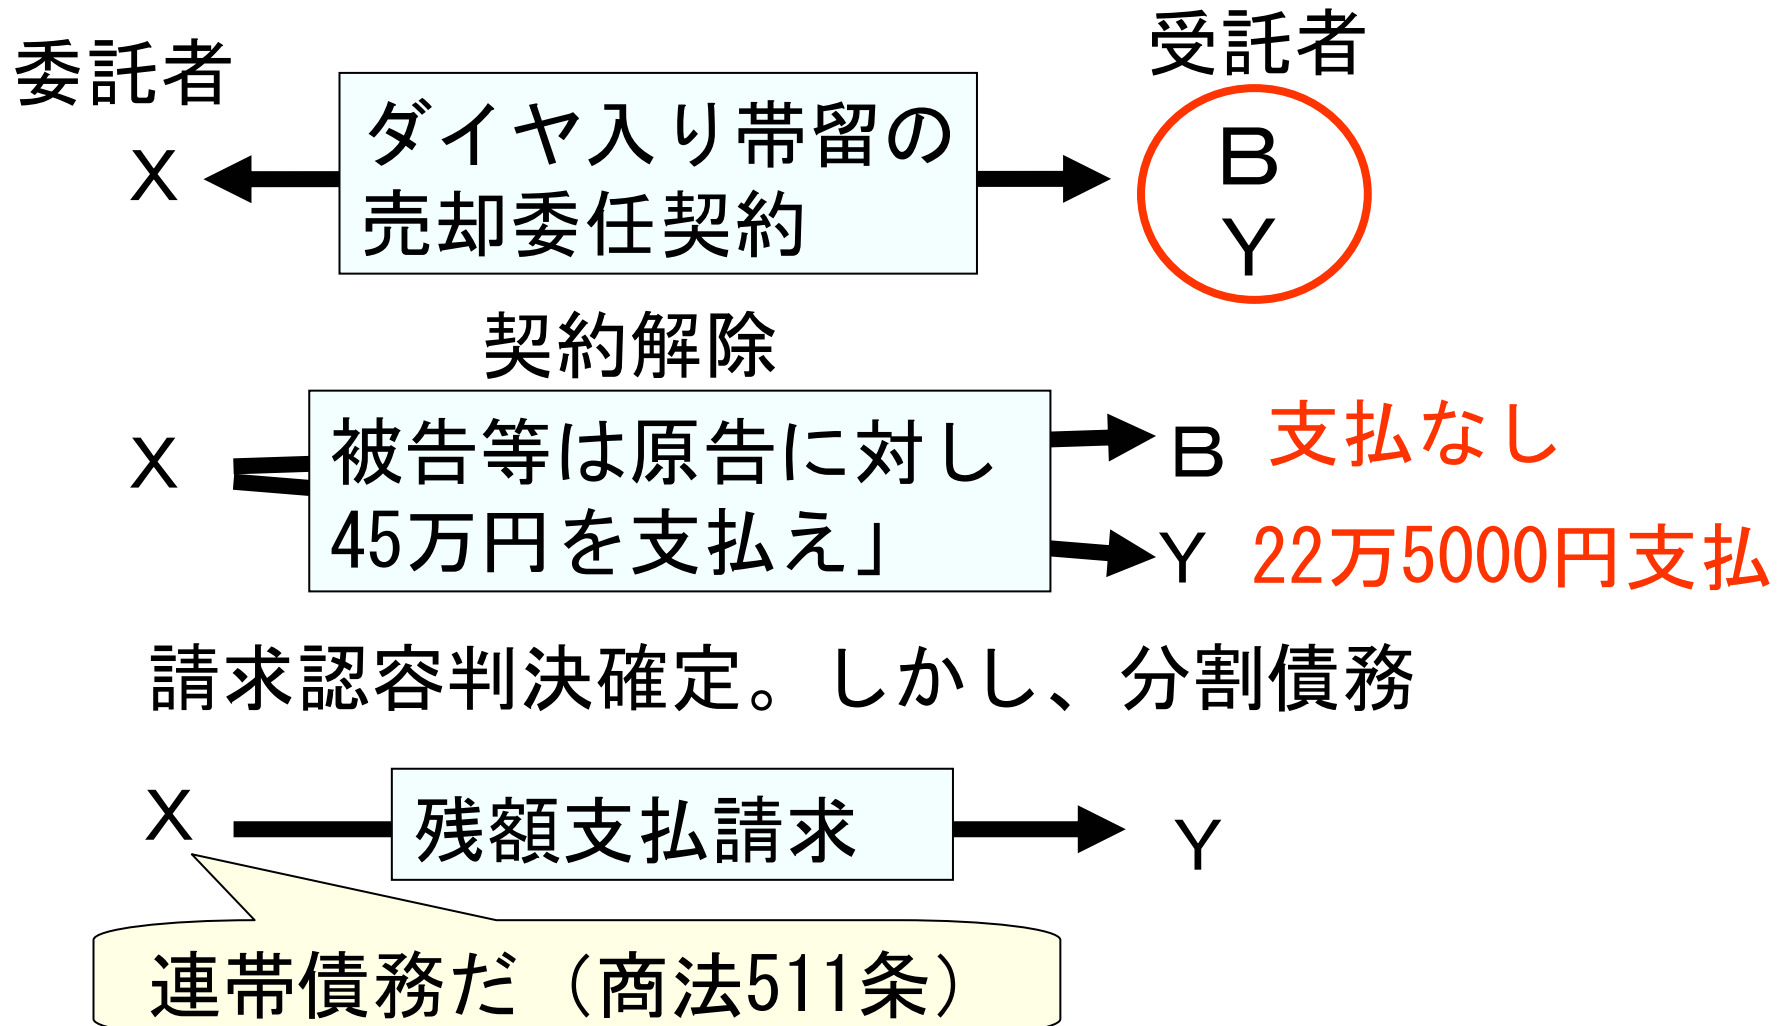 委託者
受託者
X
ダイヤ入り帯留の
売却委任契約
B
Y
契約解除
X
被告等は原告に対し
45万円を支払え」
B 支払なし
Y 22万5000円支払
請求認容判決確定。しかし、分割債務
X
残額支払請求
Y
連帯債務だ（商法511条）